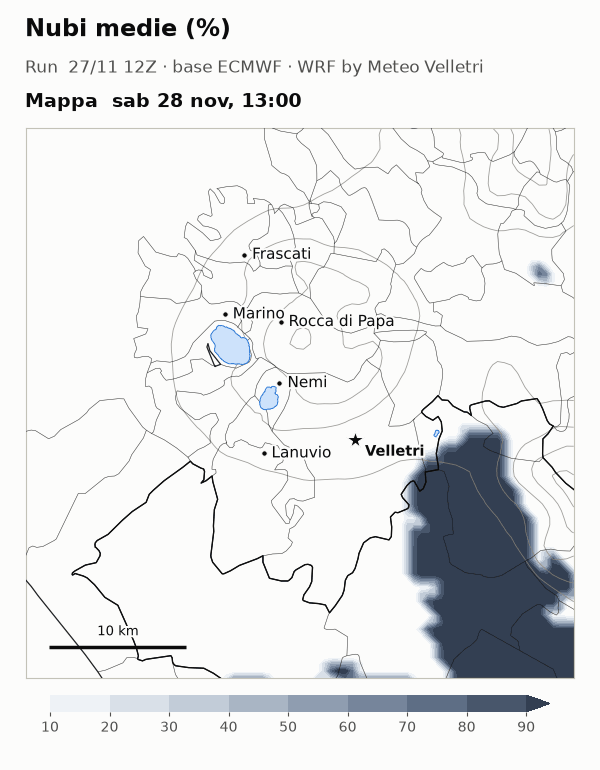 Nubi medie (%)
Run  27/11 12Z · base ECMWF · WRF by Meteo Velletri
Mappa  sab 28 nov, 13:00
Frascati
Marino
Rocca di Papa
Nemi
Velletri
Lanuvio
10 km
10 20 30 40 50 60 70 80 90